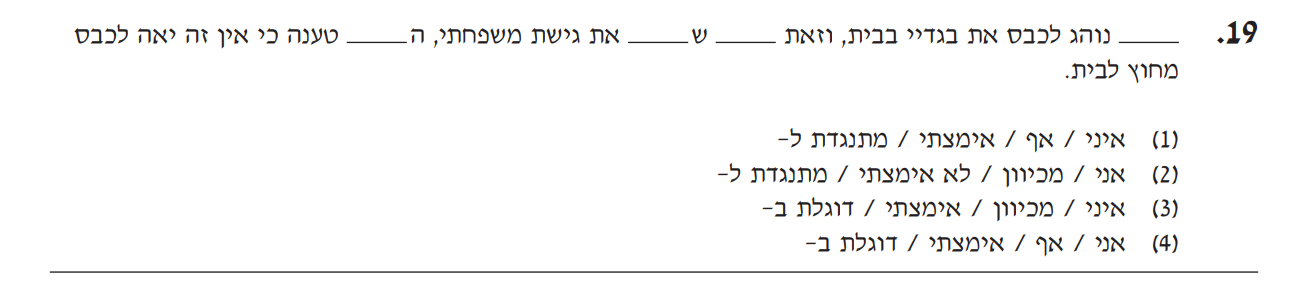 19. _____ נוהג לכבס את בגדיי בבית, וזאת _____ ש_____ את גישת משפחתי, ה_____ טענה כי אין זה יאה לכבס
מחוץ לבית.
(1) איני / אף / אימצתי / מתנגדת ל-
(2) אני / מכיוון / לא אימצתי / מתנגדת ל-
(3) איני / מכיוון / אימצתי / דוגלת ב-
(4) אני / אף / אימצתי / דוגלת ב-